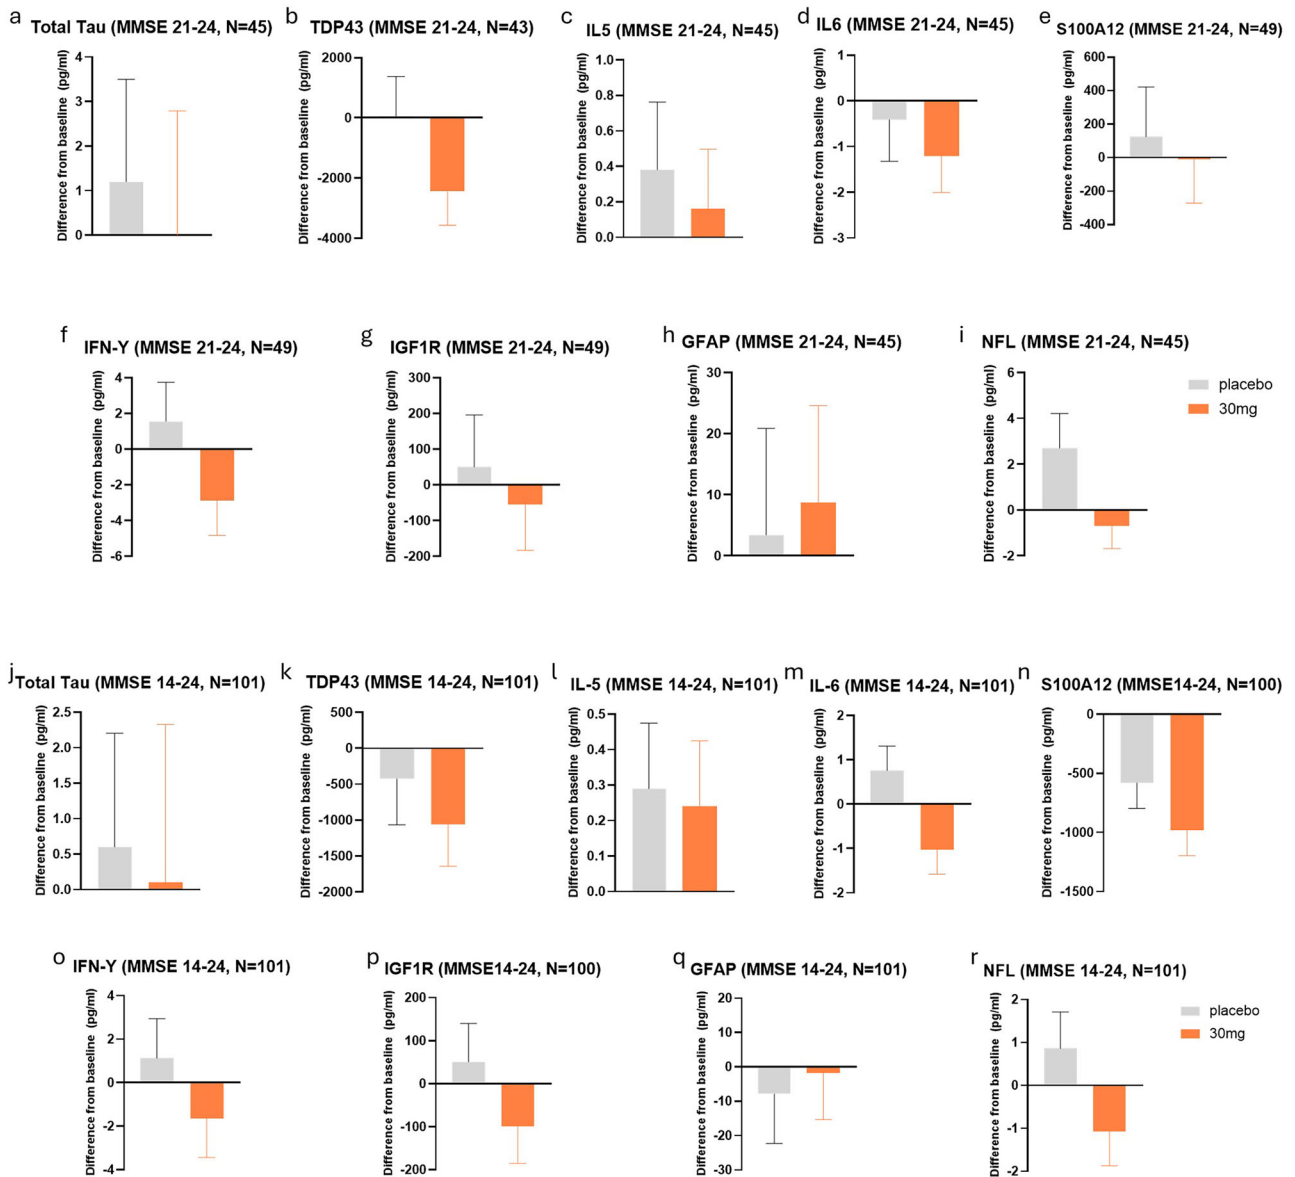 a
Total Tau (MMSE 21-24, N=45)
Difference from baseline (pg/ml)
4
3
2
1
0
b
TDP43 (MMSE 21-24, N=43)
Difference from baseline (pg/ml)
2000
0
-2000
-4000
c
IL5 (MMSE 21-24, N=45)
Difference from baseline (pg/ml)
1.0
0.8
0.6
0.4
0.2
0.0
d
IL6 (MMSE 21-24, N=45)
Difference from baseline (pg/ml)
1
0
-1
-2
-3
e
S100A12 (MMSE 21-24, N=49)
Difference from baseline (pg/ml)
600
400
200
0
-200
-400
f
IFN-Y (MMSE 21-24, N=49)
Difference from baseline (pg/ml)
4
2
0
-2
-4
-6
g
IGF1R (MMSE 21-24, N=49)
Difference from baseline (pg/ml)
300
200
100
0
-100
-200
h
GFAP (MMSE 21-24, N=45)
Difference from baseline (pg/ml)
30
20
10
0
i
NFL (MMSE 21-24, N=45)
Difference from baseline (pg/ml)
6
4
2
0
-2
placebo
30mg
j
Total Tau (MMSE 14-24, N=101)
Difference from baseline (pg/ml)
2.5
2.0
1.5
1.0
0.5
0.0
k
TDP43 (MMSE 14-24, N=101)
Difference from baseline (pg/ml)
500
0
-500
-1000
-1500
-2000
l
IL-5 (MMSE 14-24, N=101)
Difference from baseline (pg/ml)
0.5
0.4
0.3
0.2
0.1
0.0
m
IL-6 (MMSE 14-24, N=101)
Difference from baseline (pg/ml)
2
1
0
-1
-2
n
S100A12 (MMSE14-24, N=100)
Difference from baseline (pg/ml)
0
-500
-1000
-1500
o
IFN-Y (MMSE 14-24, N=101)
Difference from baseline (pg/ml)
4
2
0
-2
-4
p
IGF1R (MMSE14-24, N=100)
Difference from baseline (pg/ml)
200
100
0
-100
-200
q
GFAP (MMSE 14-24, N=101)
Difference from baseline (pg/ml)
20
10
0
-10
-20
-30
r
NFL (MMSE 14-24, N=101)
Difference from baseline (pg/ml)
2
1
0
-1
-2
placebo
30mg